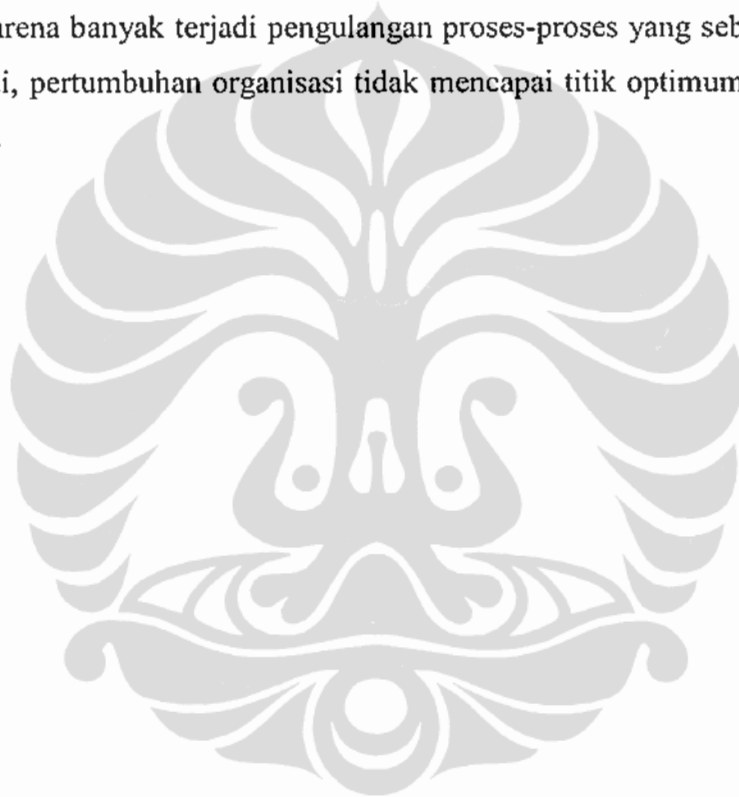 arena banyak terjadi pengulangan proses-proses yang seb
i, pertumbuhan organisasi tidak mencapai titik optimum